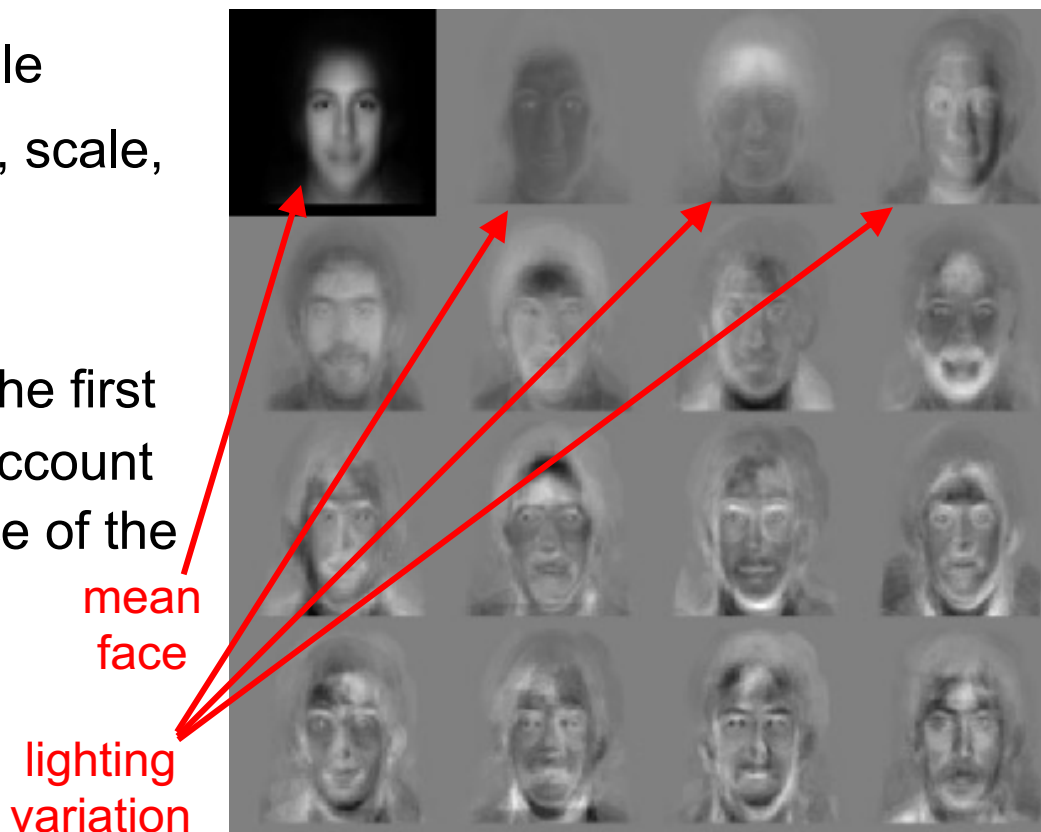 le
, scale,
he first
ccount
e of the
mean
face
lighting
variation